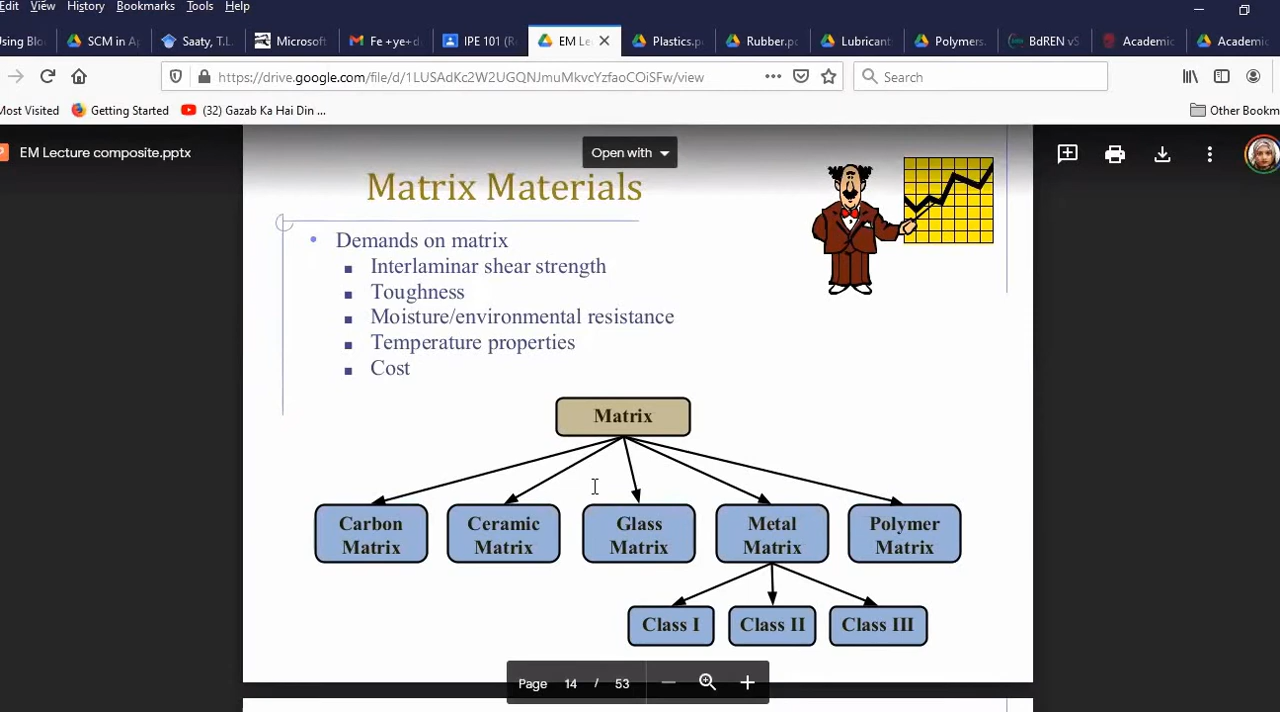 Edit View History Bookmarks Tools Help
sing Blo SCM in Ap Saaty, T.L. Microsoft Fe +ye+d IPE 101 (R EM Le Plastics.p Rubber.pc Lubricant Polymers. BdREN vS Academic Academic
https://drive.google.com/file/d/1LUSAdKc2W2UGQNJmuMkvcYzfaoCOiSFw/view Search
Most Visited Getting Started (32) Gazab Ka Hai Din ... Other Bookm
EM Lecture composite.pptx Open with
Matrix Materials
• Demands on matrix
▪ Interlaminar shear strength
▪ Toughness
▪ Moisture/environmental resistance
▪ Temperature properties
▪ Cost
Matrix
Carbon Matrix
Ceramic Matrix
Glass Matrix
Metal Matrix
Polymer Matrix
Class I Class II Class III
Page 14 / 53